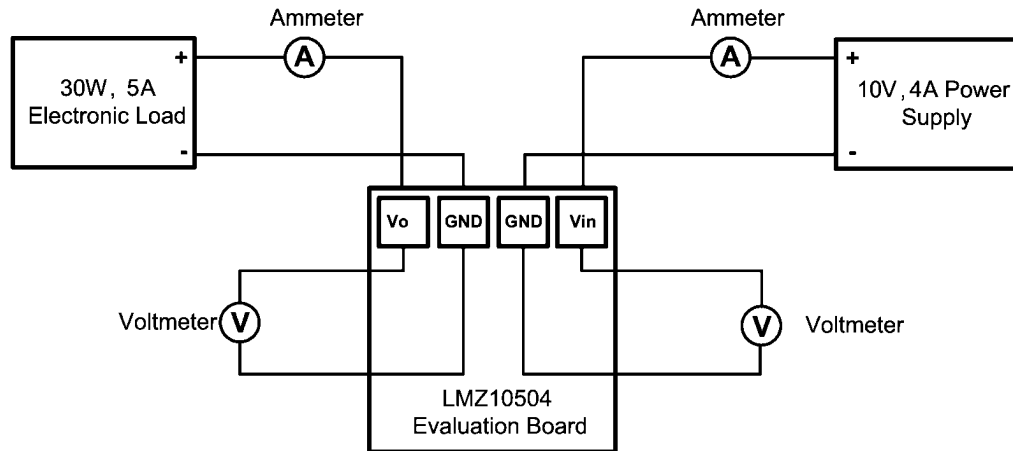 Ammeter
Ammeter
A
A
+
30W, 5A
Electronic Load
-
+
10V, 4A Power
Supply
-
Vo
GND
GND
Vin
Voltmeter
V
V
Voltmeter
LMZ10504
Evaluation Board